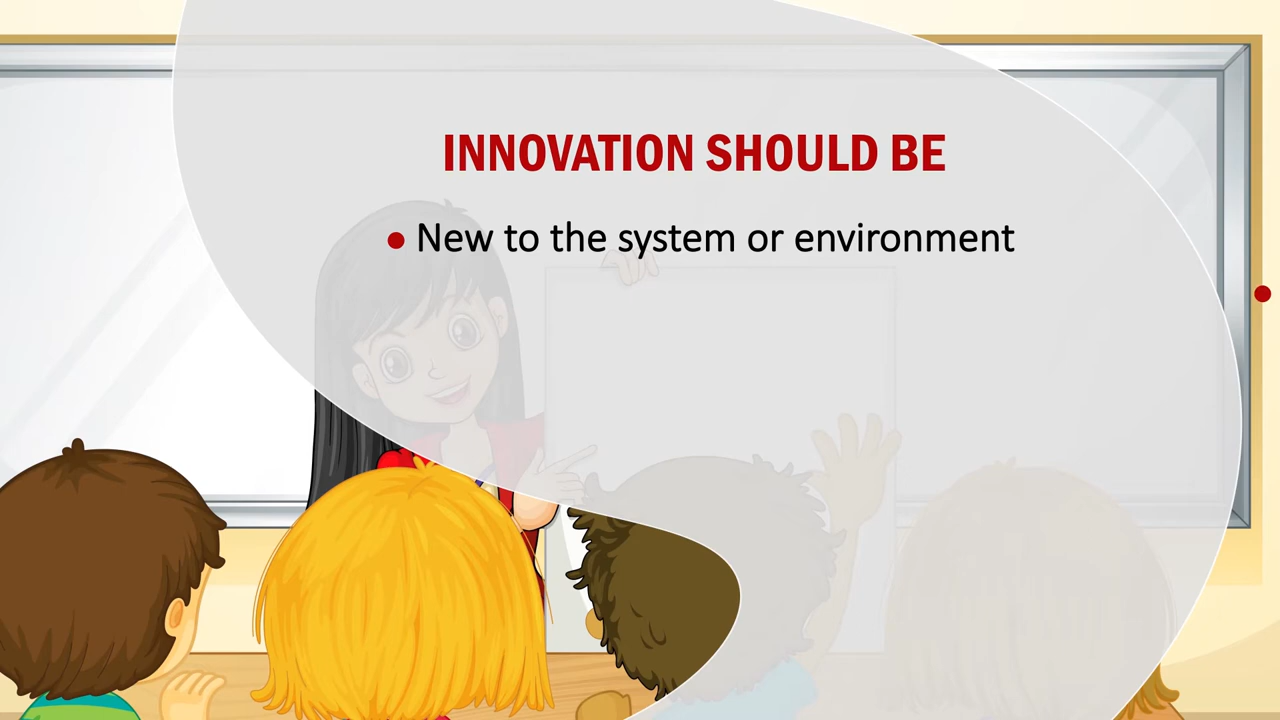 INNOVATION SHOULD BE
• New to the system or environment
•